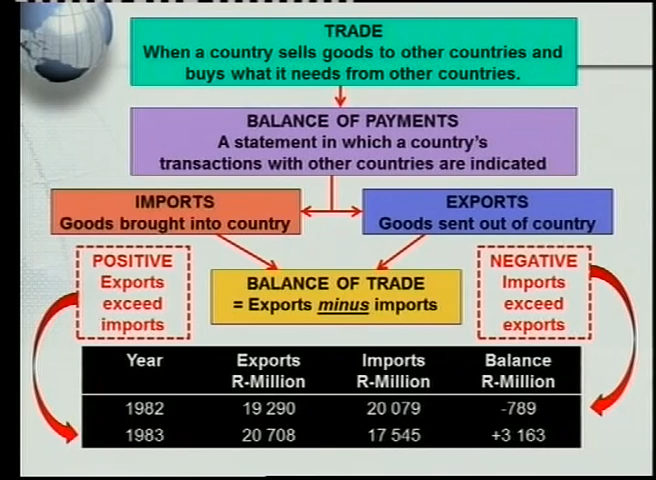 TRADE
When a country sells goods to other countries and
buys what it needs from other countries.
BALANCE OF PAYMENTS
A statement in which a country's
transactions with other countries are indicated
IMPORTS
Goods brought into country
EXPORTS
Goods sent out of country
POSITIVE
Exports
exceed
imports
BALANCE OF TRADE
= Exports minus imports
NEGATIVE
Imports
exceed
exports
Year Exports R-Million Imports R-Million Balance R-Million
1982 19 290 20 079 -789
1983 20 708 17 545 +3 163